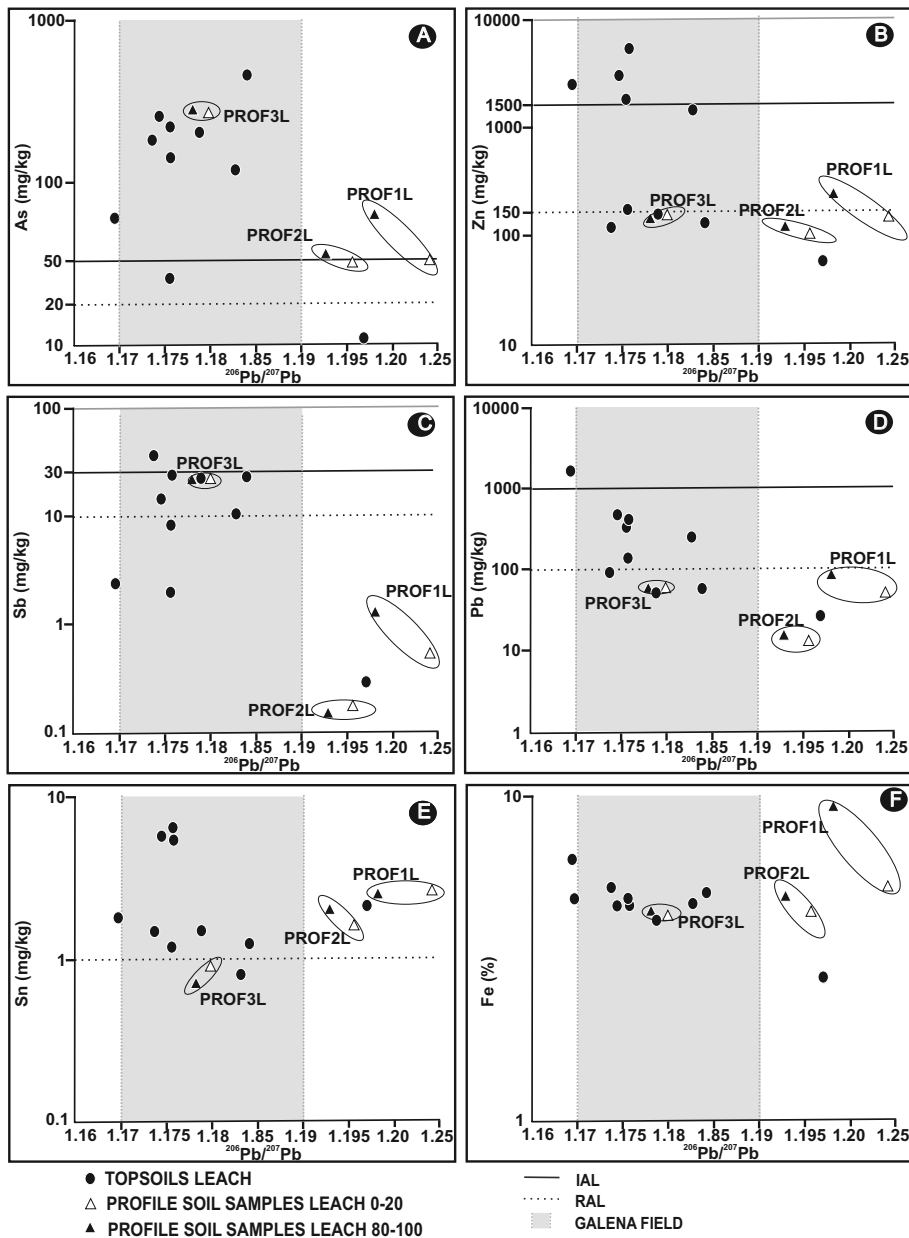 A
1000
100
50
20
10
As (mg/kg)
PROF3L
PROF1L
PROF2L
1.16 1.17 1.175 1.18 1.85 1.19 1.195 1.20 1.25
206Pb/207Pb
B
10000
1500
1000
150
100
10
Zn (mg/kg)
PROF1L
PROF3L
PROF2L
1.16 1.17 1.175 1.18 1.85 1.19 1.195 1.20 1.25
206Pb/207Pb
C
100
30
10
1
0.1
Sb (mg/kg)
PROF3L
PROF1L
PROF2L
1.16 1.17 1.175 1.18 1.85 1.19 1.195 1.20 1.25
206Pb/207Pb
D
10000
1000
100
10
1
Pb (mg/kg)
PROF1L
PROF3L
PROF2L
1.16 1.17 1.175 1.18 1.85 1.19 1.195 1.20 1.25
206Pb/207Pb
E
10
1
0.1
Sn (mg/kg)
PROF1L
PROF2L
PROF3L
1.16 1.17 1.175 1.18 1.85 1.19 1.195 1.20 1.25
206Pb/207Pb
F
10
1
Fe (%)
PROF1L
PROF2L
PROF3L
1.16 1.17 1.175 1.18 1.85 1.19 1.195 1.20 1.25
206Pb/207Pb
TOPSOILS LEACH
PROFILE SOIL SAMPLES LEACH 0-20
PROFILE SOIL SAMPLES LEACH 80-100
IAL
RAL
GALENA FIELD